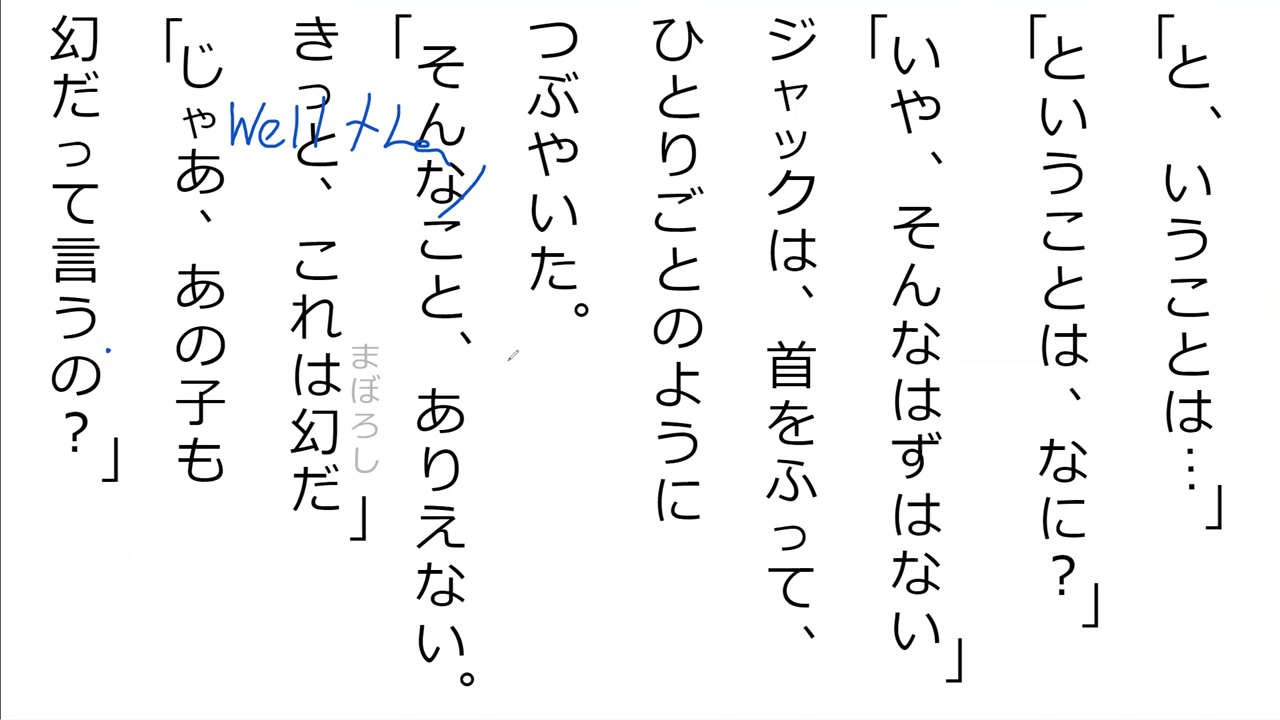 「と、いうことは…」
「ということは、なに？」
「いや、そんなはずはない」
ジャックは、首をふって、
ひとりごとのように
つぶやいた。
「そんなこと、ありえない。
きっと、これは幻だ」
まぼろし
「じゃあ、あの子も
幻だって言うの？」
Well